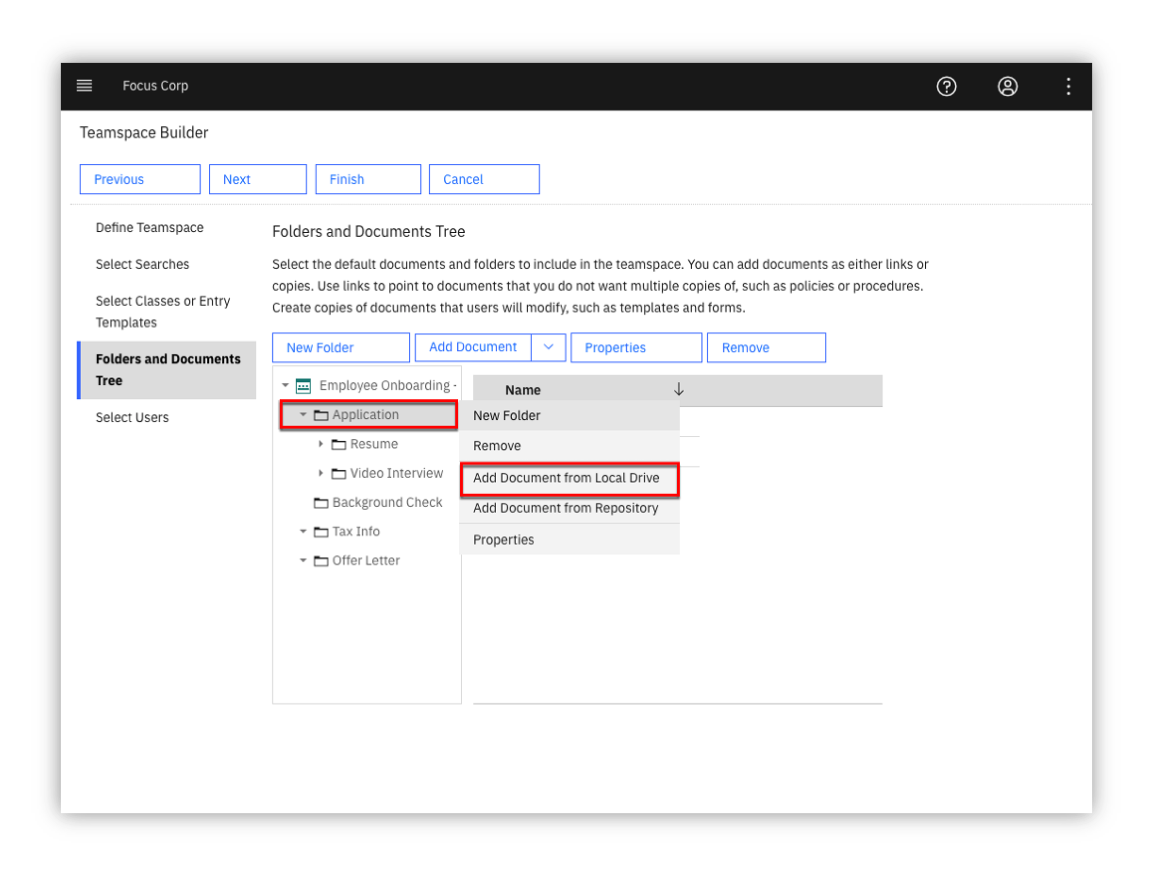 Focus Corp
Teamspace Builder
Previous
Next
Finish
Cancel
Define Teamspace
Select Searches
Select Classes or Entry
Templates
Folders and Documents
Tree
Select Users
Folders and Documents Tree
Select the default documents and folders to include in the teamspace. You can add documents as either links or
copies. Use links to point to documents that you do not want multiple copies of, such as policies or procedures.
Create copies of documents that users will modify, such as templates and forms.
New Folder
Add Document
Properties
Remove
Employee Onboarding -
Application
Resume
Video Interview
Background Check
Tax Info
Offer Letter
Name
New Folder
Remove
Add Document from Local Drive
Add Document from Repository
Properties